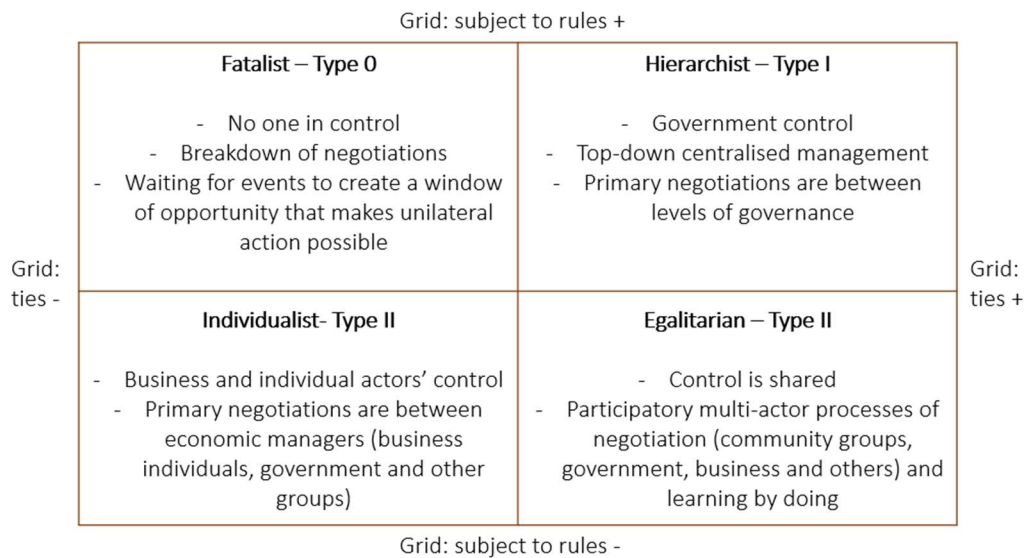 Grid: subject to rules +
Fatalist – Type 0
- No one in control
- Breakdown of negotiations
- Waiting for events to create a window
of opportunity that makes unilateral
action possible
Hierarchist – Type I
- Government control
- Top-down centralised management
- Primary negotiations are between
levels of governance
Grid:
ties -
Grid:
ties +
Individualist- Type II
- Business and individual actors’ control
- Primary negotiations are between
economic managers (business
individuals, government and other
groups)
Egalitarian – Type II
- Control is shared
- Participatory multi-actor processes of
negotiation (community groups,
government, business and others) and
learning by doing
Grid: subject to rules -